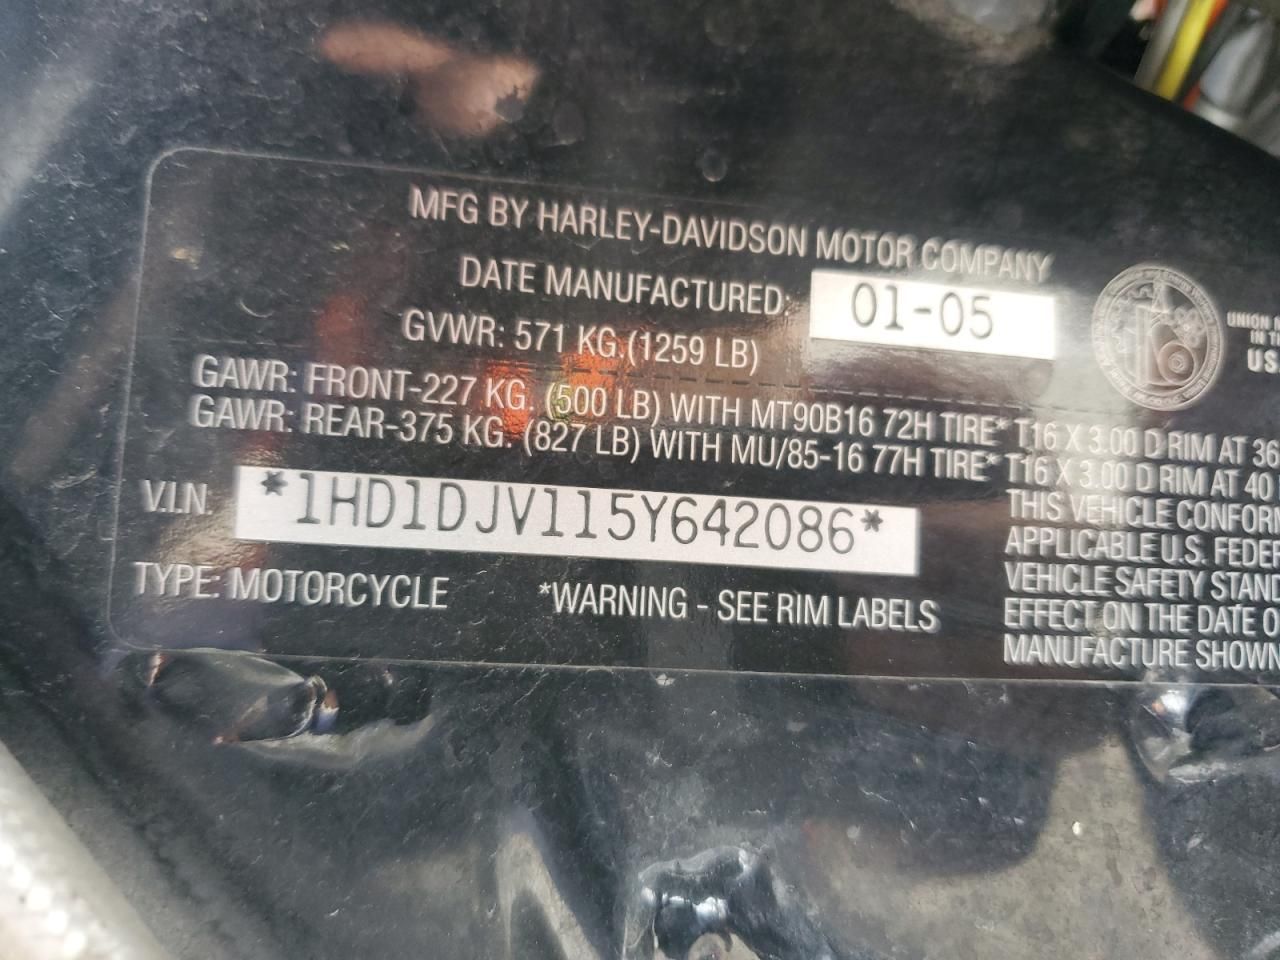 MFG BY HARLEY-DAVIDSON MOTOR COMPANY
DATE MANUFACTURED: 01-05
GVWR: 571 KG.(1259 LB)
GAWR: FRONT-227 KG. (500 LB) WITH MT90B16 72H TIRE* T16 X 3.00 D RIM AT 36
GAWR: REAR-375 KG. (827 LB) WITH MU/85-16 77H TIRE* T16 X 3.00 D RIM AT 40
V.I.N. *1HD1DJV115Y642086*
TYPE: MOTORCYCLE *WARNING - SEE RIM LABELS
THIS VEHICLE CONFOR
APPLICABLE U.S. FEDER
VEHICLE SAFETY STAND
EFFECT ON THE DATE O
MANUFACTURE SHOWN
UNION
IN T
US